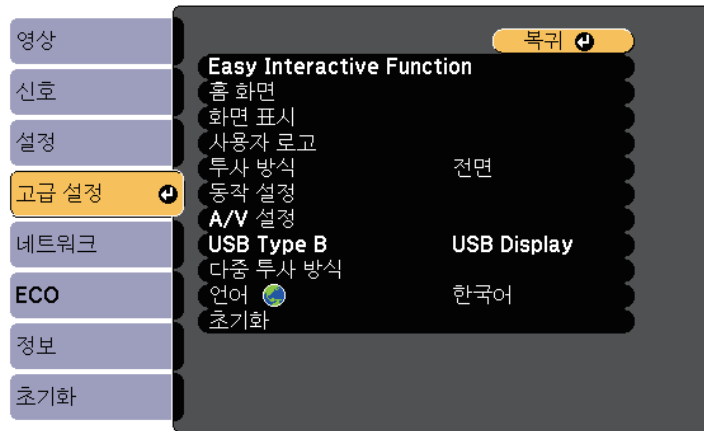 영상
신호
설정
고급 설정
네트워크
ECO
정보
초기화
복귀
Easy Interactive Function
홈 화면
화면 표시
사용자 로고
투사 방식 전면
동작 설정
A/V 설정
USB Type B USB Display
다중 투사 방식
언어 한국어
초기화